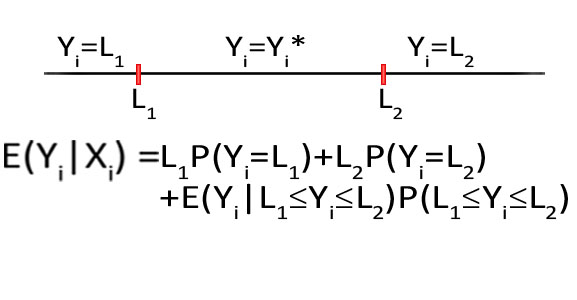 Yᵢ=L₁ Yᵢ=Yᵢ* Yᵢ=L₂
L₁ L₂
E(Yᵢ|Xᵢ) =L₁P(Yᵢ=L₁)+L₂P(Yᵢ=L₂)
+E(Yᵢ|L₁≤Yᵢ≤L₂)P(L₁≤Yᵢ≤L₂)